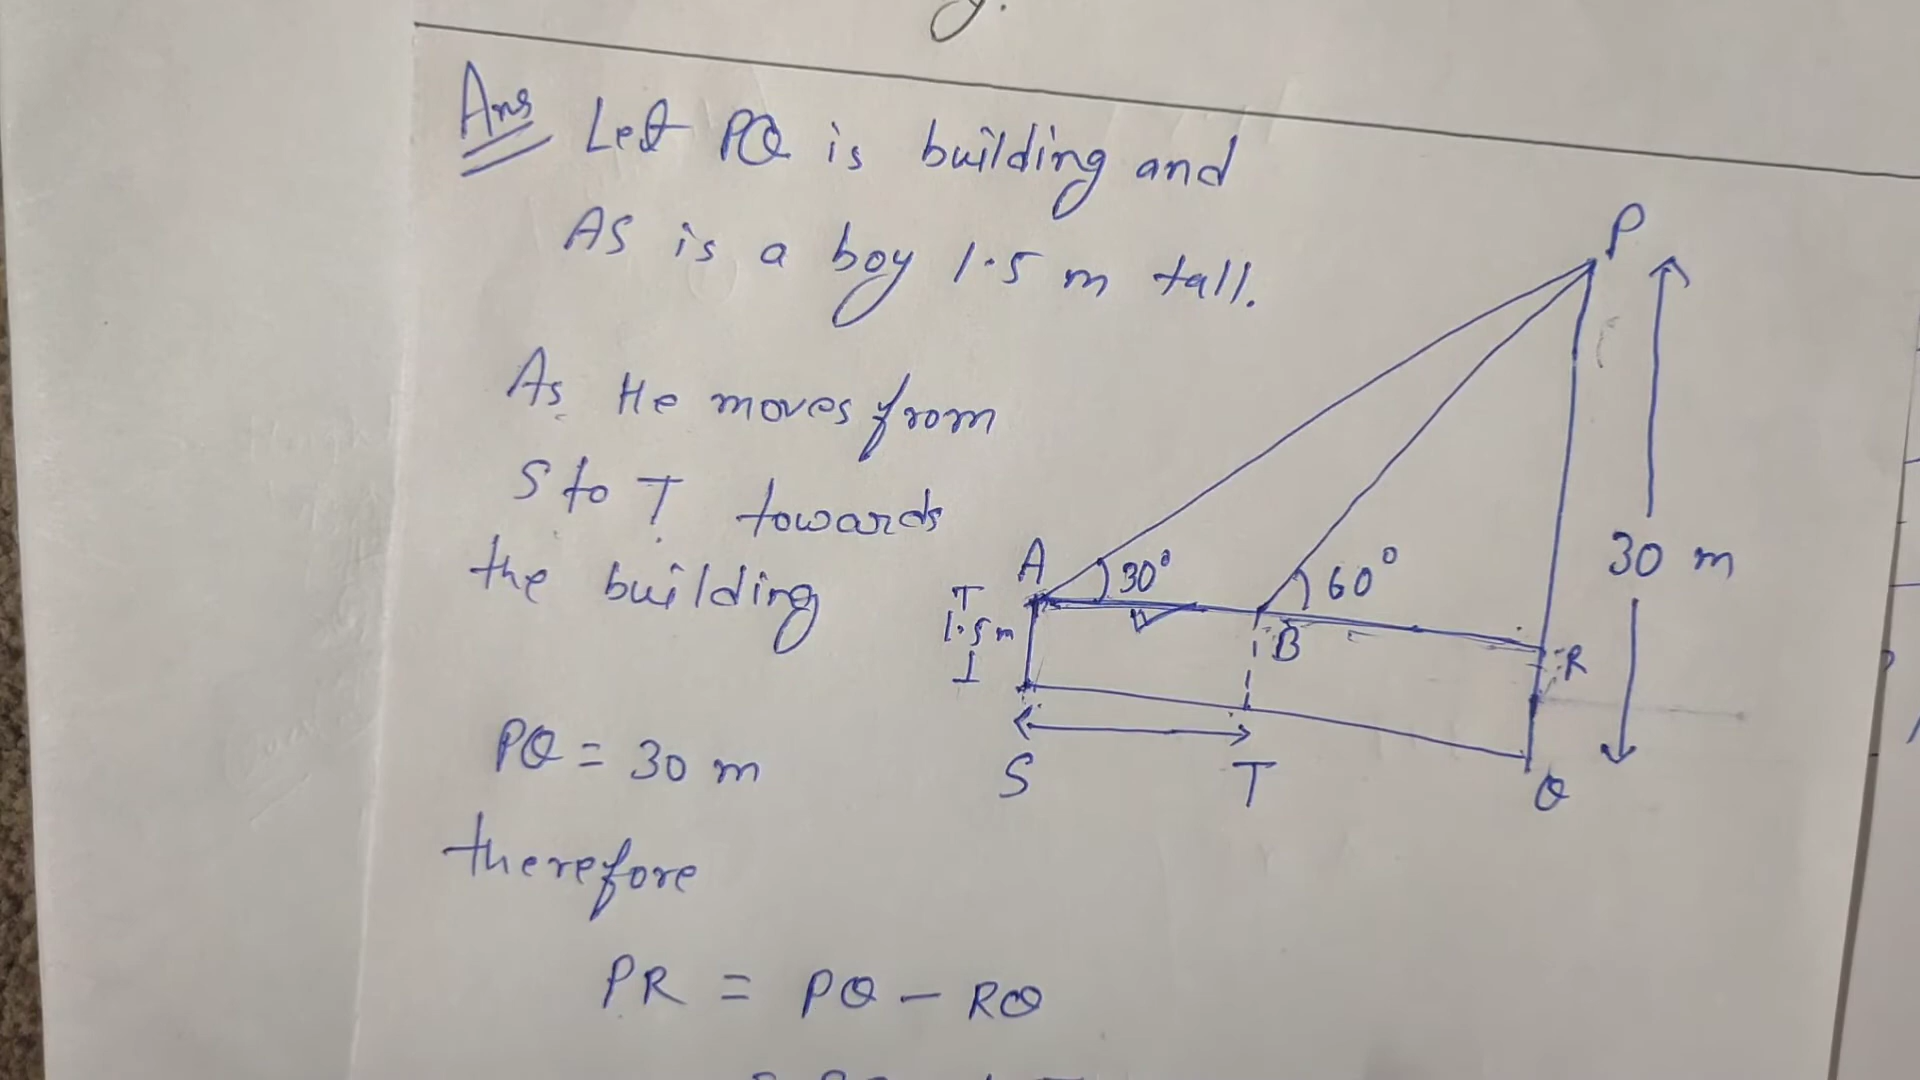 Ans Let PQ is building and
AS is a boy 1.5 m tall.
As He moves from
S to T towards
the building
PQ = 30 m
therefore
PR = PQ - RQ
P
30 m
A
30°
60°
1.5 m
B
R
S
T
Q